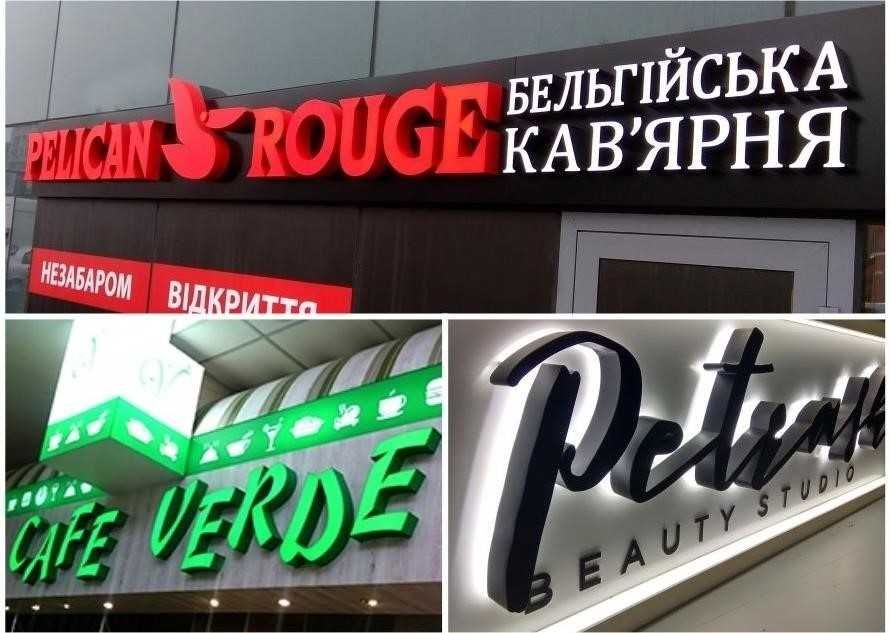 PELICAN ROUGE
БЕЛЬГІЙСЬКА
КАВ'ЯРНЯ
НЕЗАБАРОМ ВІДКРИТТЯ
V
CAFE VERDE
BEAUTY STUDIO